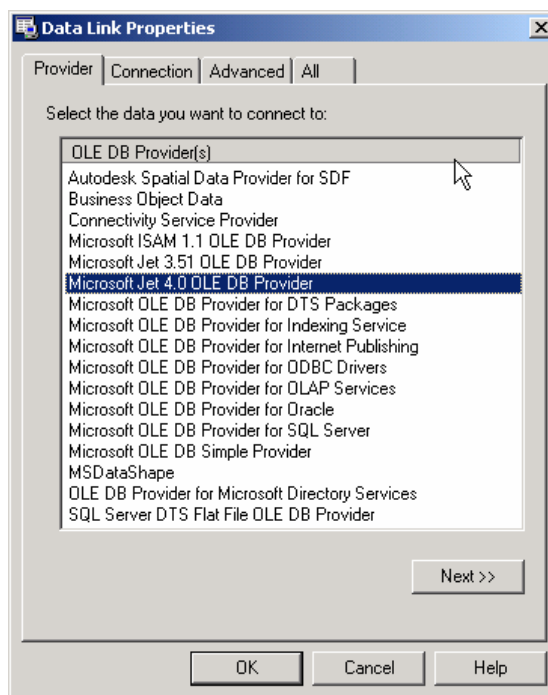 Data Link Properties
Provider Connection Advanced All
Select the data you want to connect to:
OLE DB Provider(s)
Autodesk Spatial Data Provider for SDF
Business Object Data
Connectivity Service Provider
Microsoft ISAM 1.1 OLE DB Provider
Microsoft Jet 3.51 OLE DB Provider
Microsoft Jet 4.0 OLE DB Provider
Microsoft OLE DB Provider for DTS Packages
Microsoft OLE DB Provider for Indexing Service
Microsoft OLE DB Provider for Internet Publishing
Microsoft OLE DB Provider for ODBC Drivers
Microsoft OLE DB Provider for OLAP Services
Microsoft OLE DB Provider for Oracle
Microsoft OLE DB Provider for SQL Server
Microsoft OLE DB Simple Provider
MSDataShape
OLE DB Provider for Microsoft Directory Services
SQL Server DTS Flat File OLE DB Provider
Next >>
OK Cancel Help